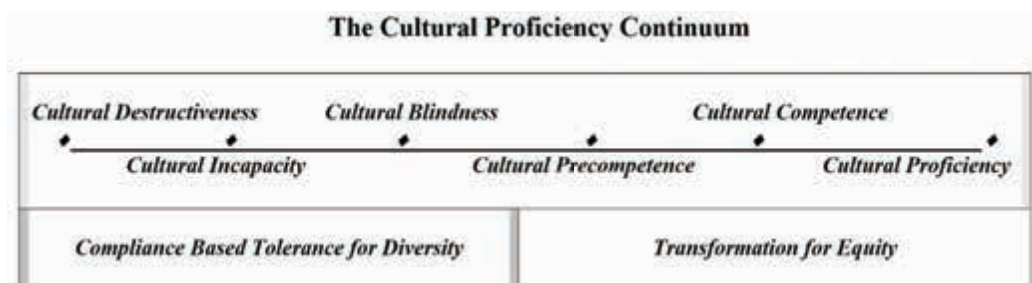 The Cultural Proficiency Continuum
Cultural Destructiveness Cultural Blindness Cultural Competence
Cultural Incapacity Cultural Precompetence Cultural Proficiency
Compliance Based Tolerance for Diversity Transformation for Equity